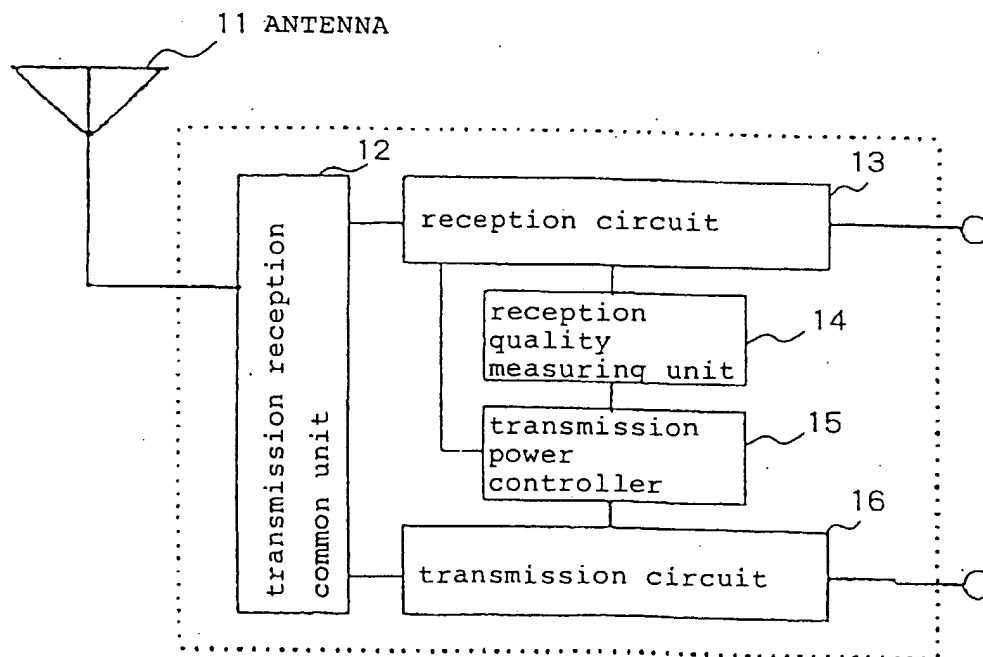 11 ANTENNA
12
13
transmission reception
common unit
reception circuit
reception
quality
measuring unit
14
transmission
power
controller
15
16
transmission circuit